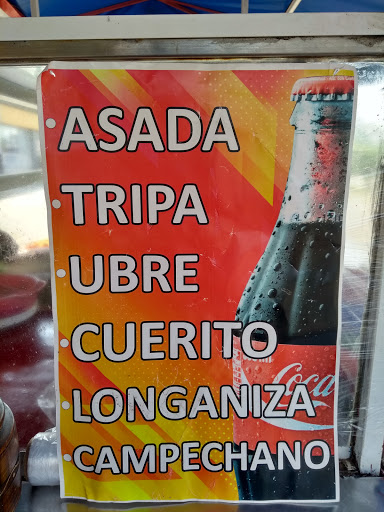 • ASADA
• TRIPA
• UBRE
• CUERITO
• LONGANIZA
• CAMPECHANO
Coca